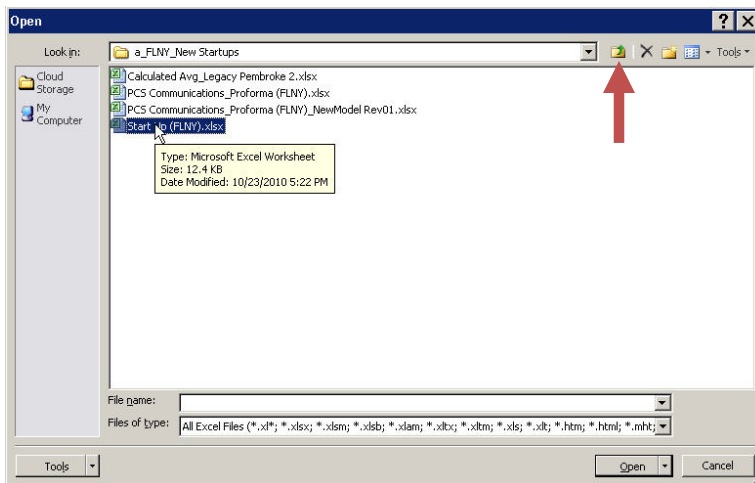 Open
Look in:
a_FLNY_New Startups
Tools
Cloud
Storage
My
Computer
Calculated Avg_Legacy Pembroke 2.xlsx
PCS Communications_Proforma (FLNY).xlsx
PCS Communications_Proforma (FLNY)_NewModel Rev01.xlsx
Start Up (FLNY).xlsx
Type: Microsoft Excel Worksheet
Size: 12.4 KB
Date Modified: 10/23/2010 5:22 PM
File name:
Files of type:
All Excel Files (*.xl*; *.xlsx; *.xlsm; *.xlsb; *.xlam; *.xltx; *.xltm; *.xls; *.xlt; *.htm; *.html; *.mht;
Tools
Open
Cancel